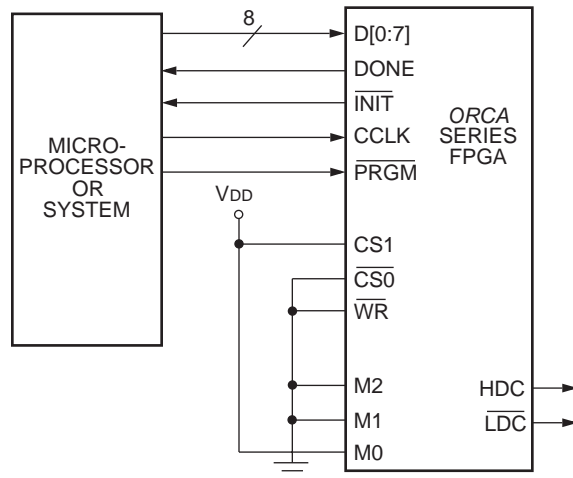 8
D[0:7]
DONE
INIT
CCLK
PRGM
MICRO-
PROCESSOR
OR
SYSTEM
ORCA
SERIES
FPGA
VDD
CS1
CS0
WR
M2
M1
M0
HDC
LDC